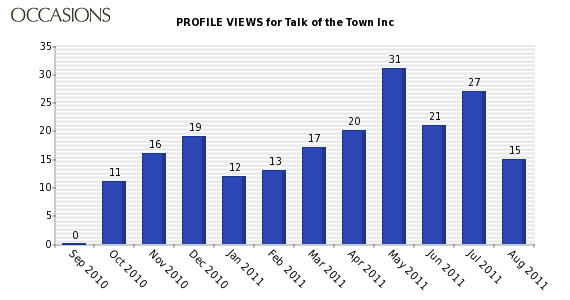 OCCASIONS
PROFILE VIEWS for Talk of the Town Inc
35
30
25
20
15
10
5
0
0
11
16
19
12
13
17
20
31
21
27
15
Sep 2010
Oct 2010
Nov 2010
Dec 2010
Jan 2011
Feb 2011
Mar 2011
Apr 2011
May 2011
Jun 2011
Jul 2011
Aug 2011